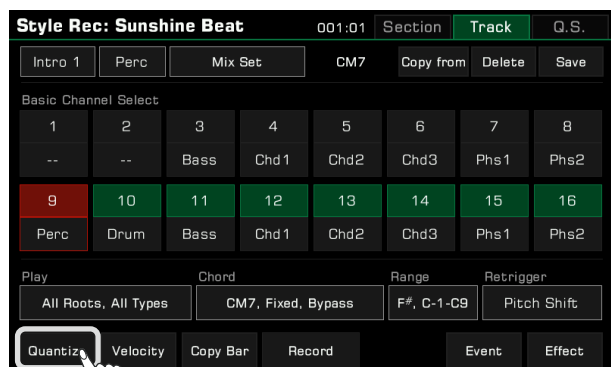 Style Rec: Sunshine Beat 001:01 Section Track Q.S.
Intro 1 Perc Mix Set CM7 Copy from Delete Save
Basic Channel Select
1 2 3 4 5 6 7 8
-- -- Bass Chd1 Chd2 Chd3 Phs1 Phs2
9 10 11 12 13 14 15 16
Perc Drum Bass Chd1 Chd2 Chd3 Phs1 Phs2
Play Chord Range Retrigger
All Roots, All Types CM7, Fixed, Bypass F#, C-1-C9 Pitch Shift
Quantize Velocity Copy Bar Record Event Effect